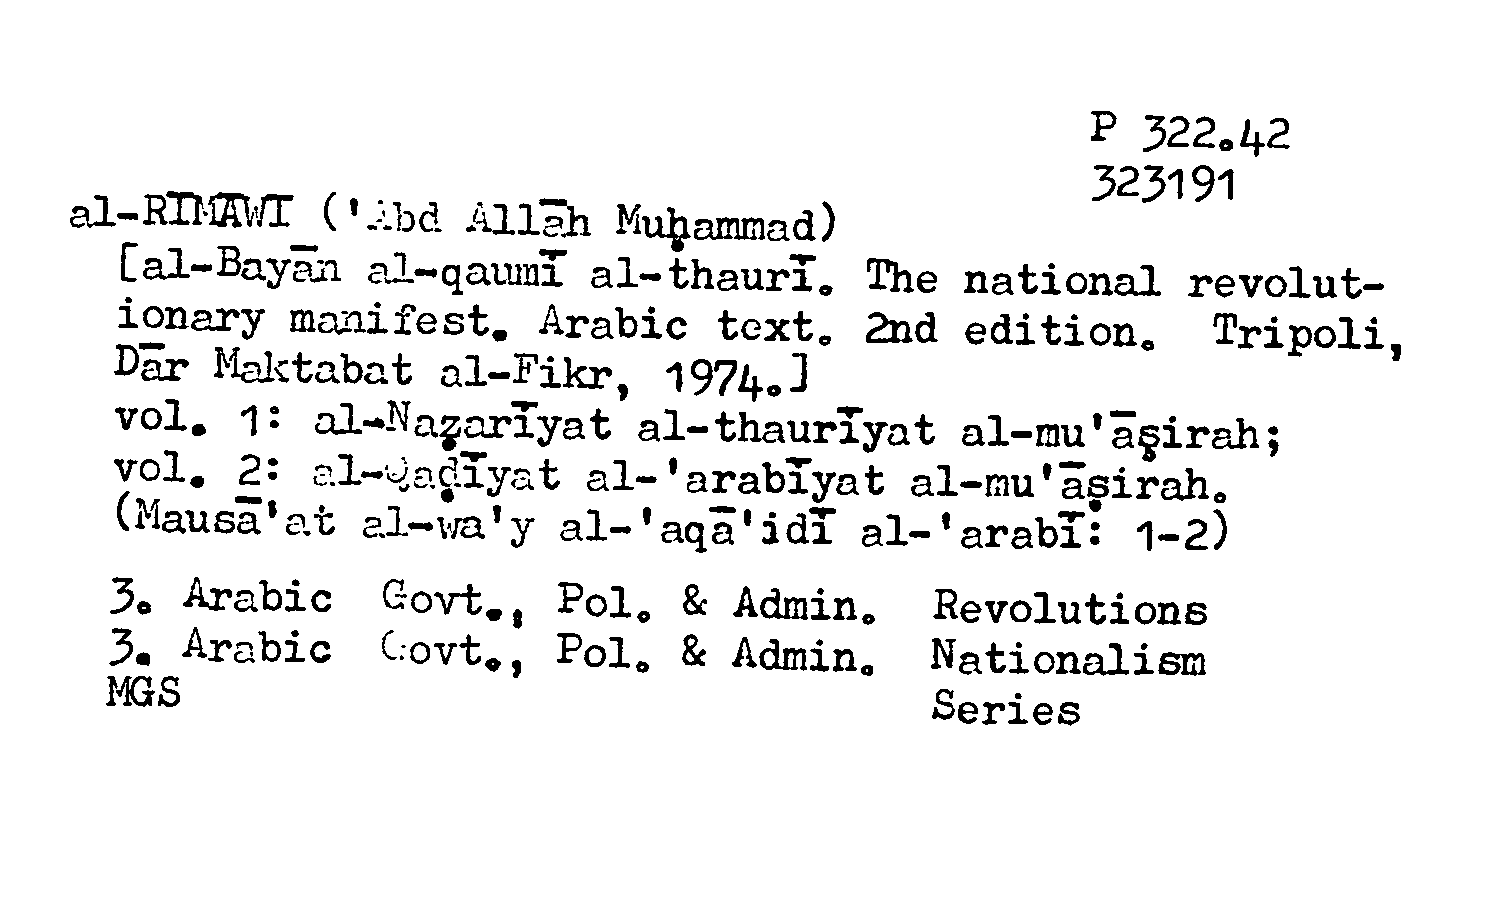 P 322.42
323191
al-RĪMĀWĪ ('Abd Allāh Muḥammad)
[al-Bayān al-qaumī al-thaurī. The national revolut-
ionary manifest. Arabic text. 2nd edition. Tripoli,
Dār Maktabat al-Fikr, 1974.]
vol. 1: al-Naẓarīyat al-thaurīyat al-mu'āṣirah;
vol. 2: al-Qaḍīyat al-'arabīyat al-mu'āṣirah.
(Mausā'at al-wa'y al-'aqā'idī al-'arabī: 1-2)
3. Arabic Govt., Pol. & Admin. Revolutions
3. Arabic Govt., Pol. & Admin. Nationalism
MGS Series